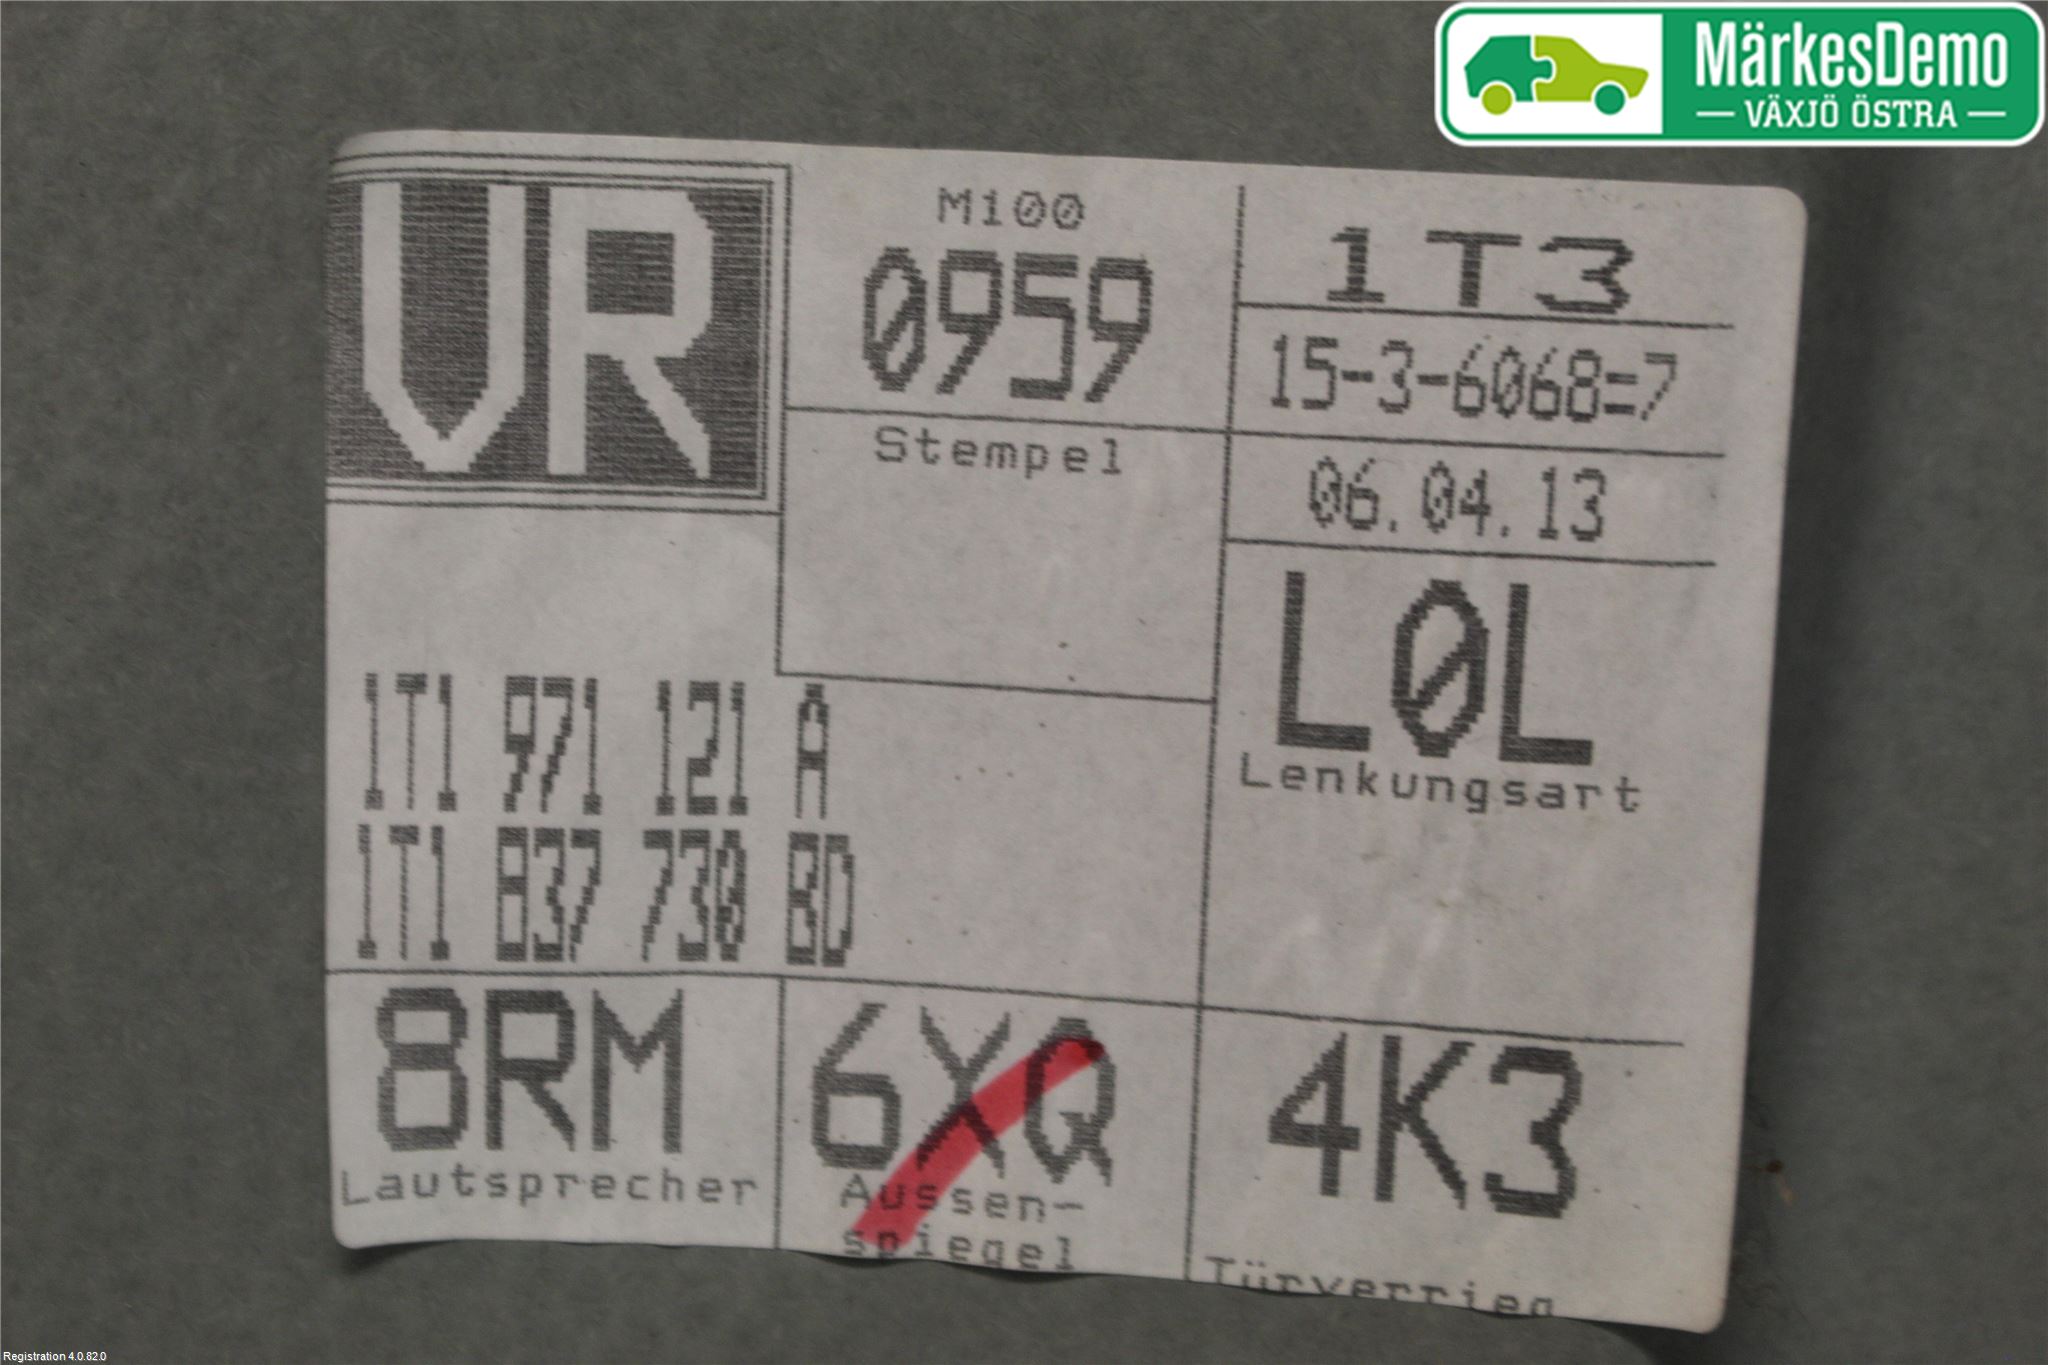 MärkesDemo
VÄXJÖ ÖSTRA
VR
M100
0959
Stempel
1T3
15-3-6068=7
06.04.13
L0L
Lenkungsart
1T1 971 121 A
1T1 837 730 BD
8RM
Lautsprecher
6XQ
Aussen-
spiegel
4K3
Türverrieg
Registration 4.0.82.0